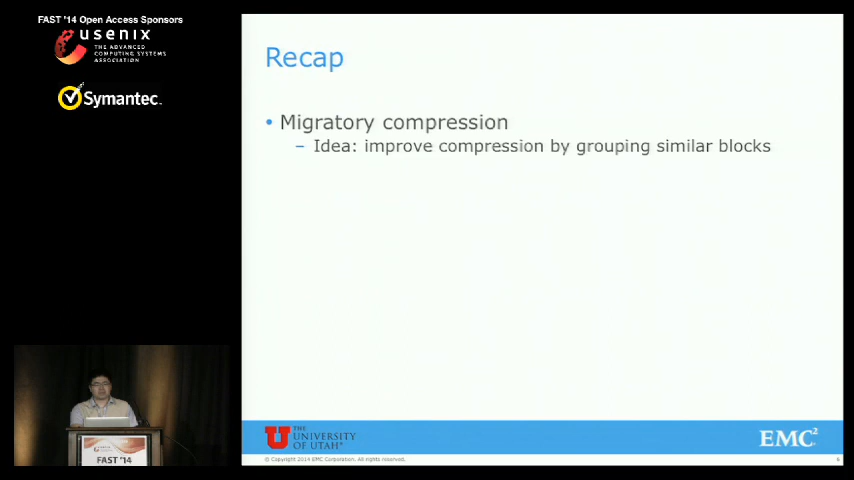 FAST '14 Open Access Sponsors
usenix
THE ADVANCED
COMPUTING SYSTEMS
ASSOCIATION
Symantec.
Recap
• Migratory compression
– Idea: improve compression by grouping similar blocks
THE
UNIVERSITY
OF UTAH®
EMC²
© Copyright 2014 EMC Corporation. All rights reserved.
6
FAST '14